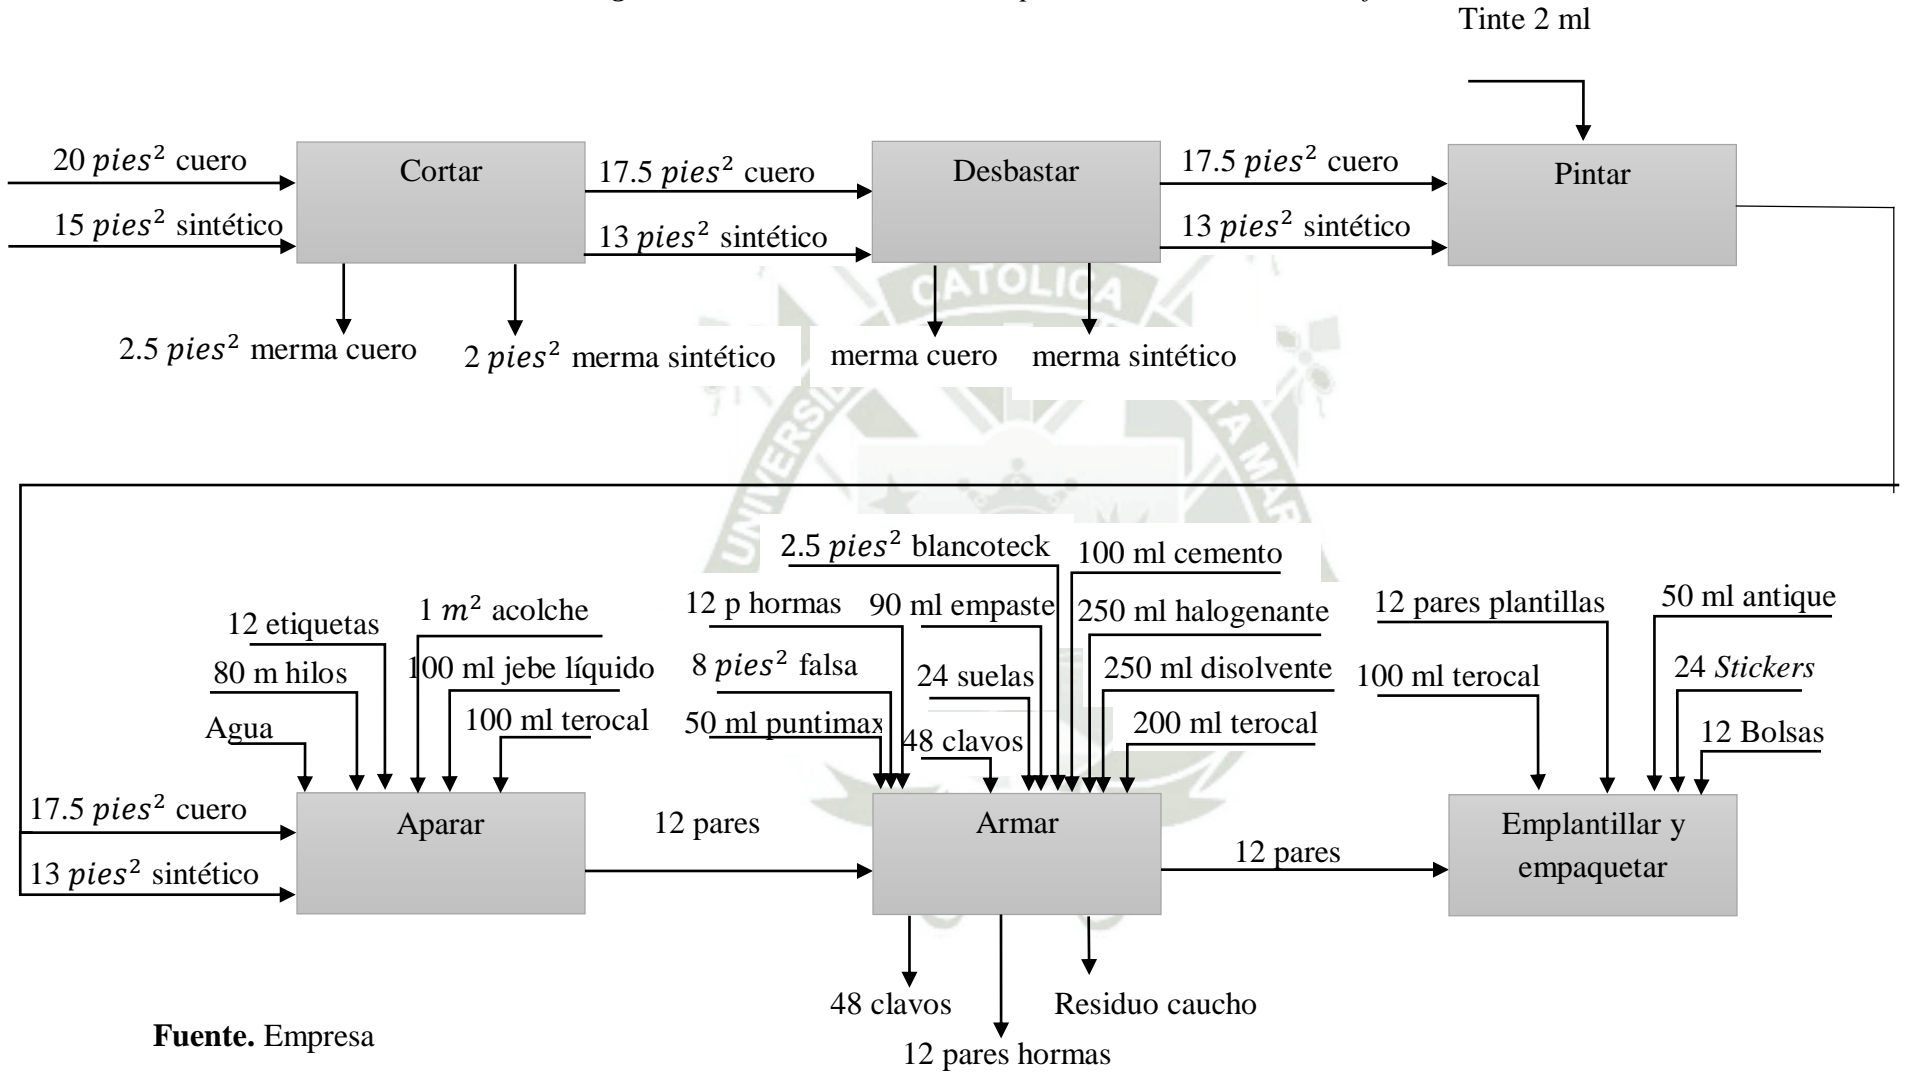 Tinte 2 ml
20 pies² cuero
15 pies² sintético
Cortar
17.5 pies² cuero
13 pies² sintético
Desbastar
17.5 pies² cuero
13 pies² sintético
Pintar
2.5 pies² merma cuero
2 pies² merma sintético
merma cuero
merma sintético
CATOLICA
12 etiquetas
80 m hilos
Agua
1 m² acolche
100 ml jebe líquido
100 ml terocal
17.5 pies² cuero
13 pies² sintético
Aparar
12 pares
2.5 pies² blancoteck
12 p hormas
90 ml empaste
8 pies² falsa
24 suelas
50 ml puntimax
48 clavos
100 ml cemento
250 ml halogenante
250 ml disolvente
200 ml terocal
Armar
12 pares
12 pares plantillas
100 ml terocal
50 ml antique
24 Stickers
12 Bolsas
Emplantillar y
empaquetar
48 clavos
12 pares hormas
Residuo caucho
Fuente. Empresa